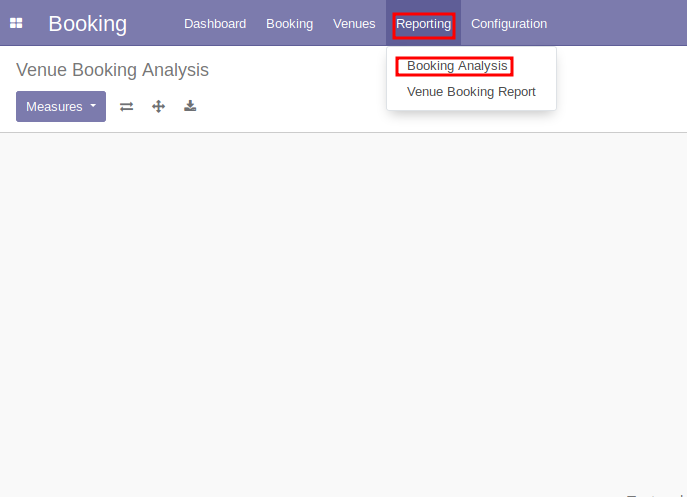 Booking Dashboard Booking Venues Reporting Configuration
Venue Booking Analysis
Booking Analysis
Venue Booking Report
Measures